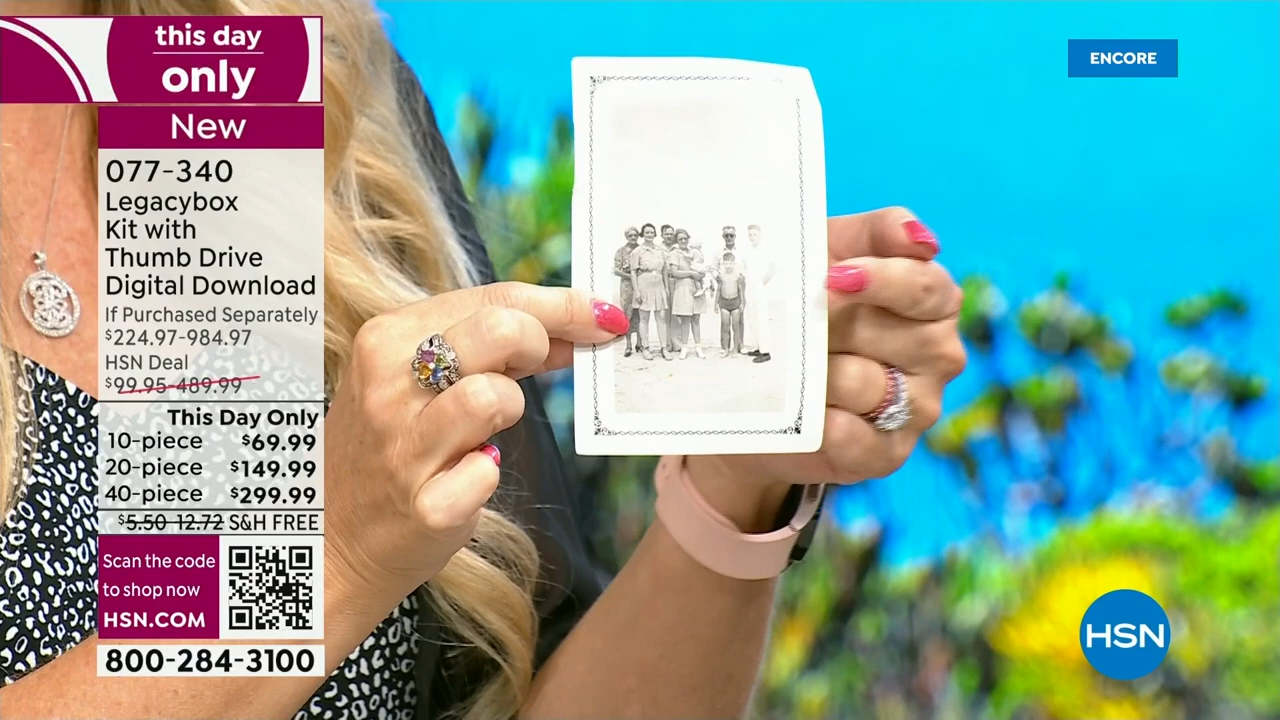 this day
only
New
077-340
Legacybox
Kit with
Thumb Drive
Digital Download
If Purchased Separately
$224.97-984.97
HSN Deal
$99.95-489.99
This Day Only
10-piece $69.99
20-piece $149.99
40-piece $299.99
$5.50-12.72 S&H FREE
Scan the code
to shop now
HSN.COM
800-284-3100
ENCORE
HSN